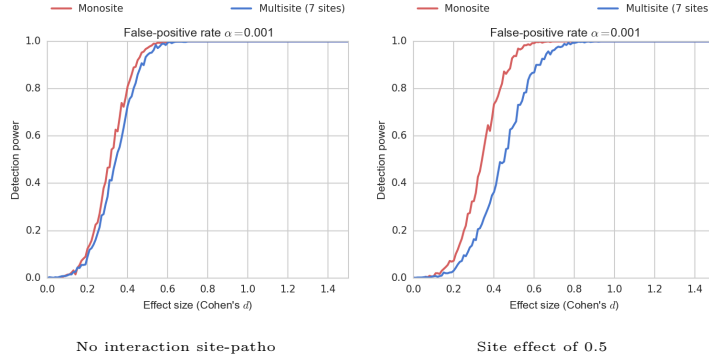 Monosite Multisite (7 sites)
False-positive rate α=0.001
1.0
0.8
0.6
0.4
0.2
0.0
Detection power
0.0 0.2 0.4 0.6 0.8 1.0 1.2 1.4
Effect size (Cohen's d)
No interaction site-patho
Monosite Multisite (7 sites)
False-positive rate α=0.001
1.0
0.8
0.6
0.4
0.2
0.0
Detection power
0.0 0.2 0.4 0.6 0.8 1.0 1.2 1.4
Effect size (Cohen's d)
Site effect of 0.5